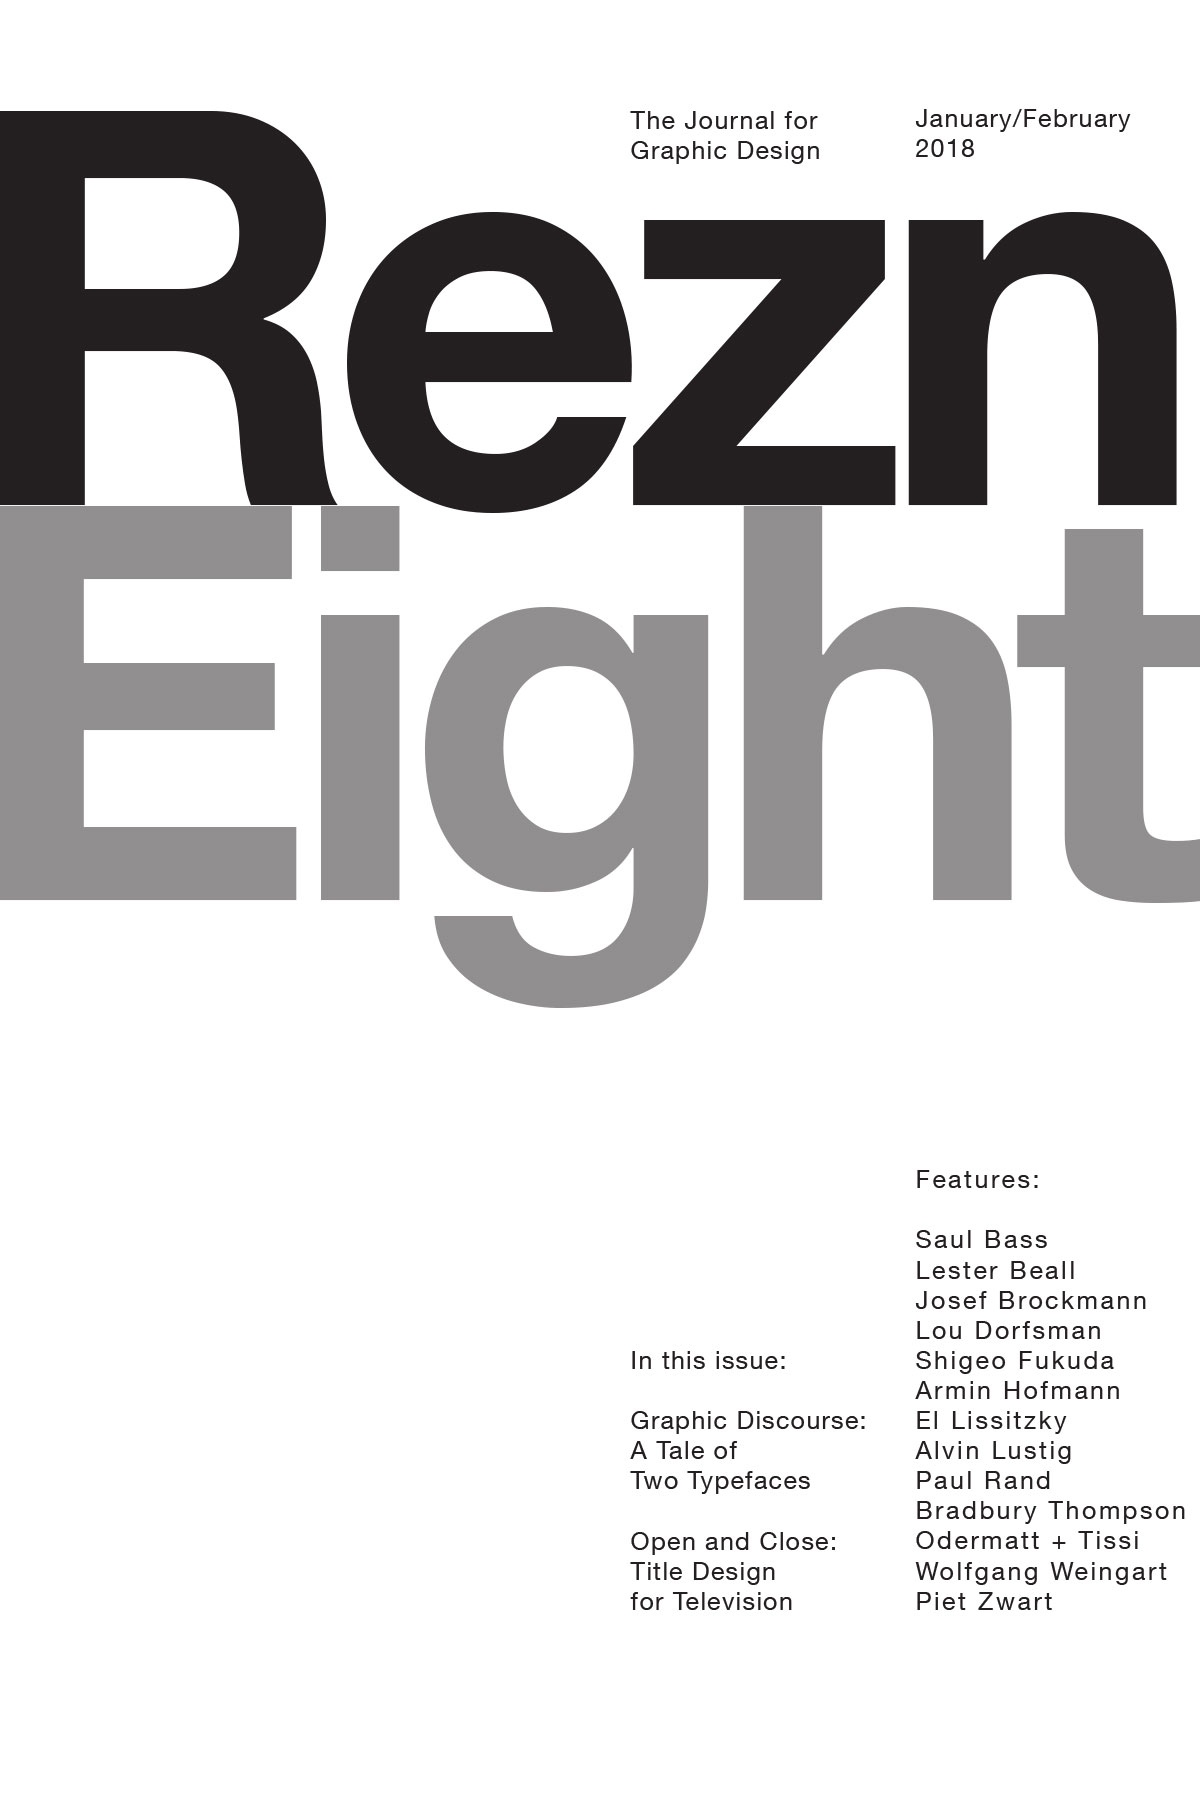 The Journal for
Graphic Design
January/February
2018
Rezn
Eight
In this issue:
Graphic Discourse:
A Tale of
Two Typefaces
Open and Close:
Title Design
for Television
Features:
Saul Bass
Lester Beall
Josef Brockmann
Lou Dorfsman
Shigeo Fukuda
Armin Hofmann
El Lissitzky
Alvin Lustig
Paul Rand
Bradbury Thompson
Odermatt + Tissi
Wolfgang Weingart
Piet Zwart